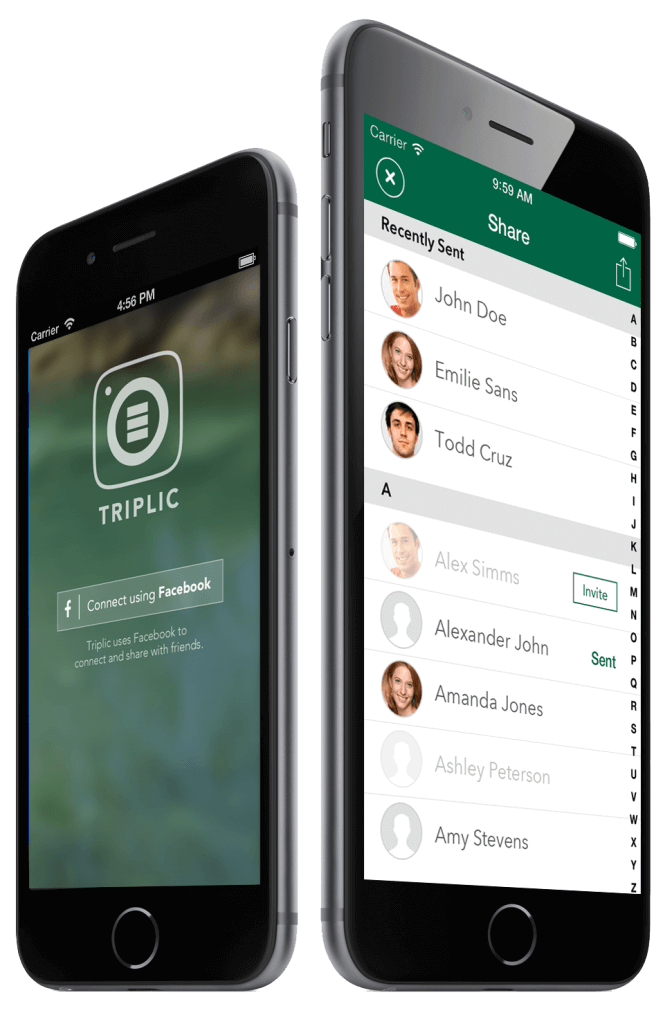 Carrier
4:56 PM
TRIPLIC
f
Connect using Facebook
Triplic uses Facebook to
connect and share with friends.
Carrier
9:59 AM
Share
Recently Sent
John Doe
Emilie Sans
Todd Cruz
A
Alex Simms
Invite
Alexander John
Sent
Amanda Jones
Ashley Peterson
Amy Stevens
A
B
C
D
E
F
G
H
I
J
K
L
M
N
O
P
Q
R
S
T
U
V
W
X
Y
Z